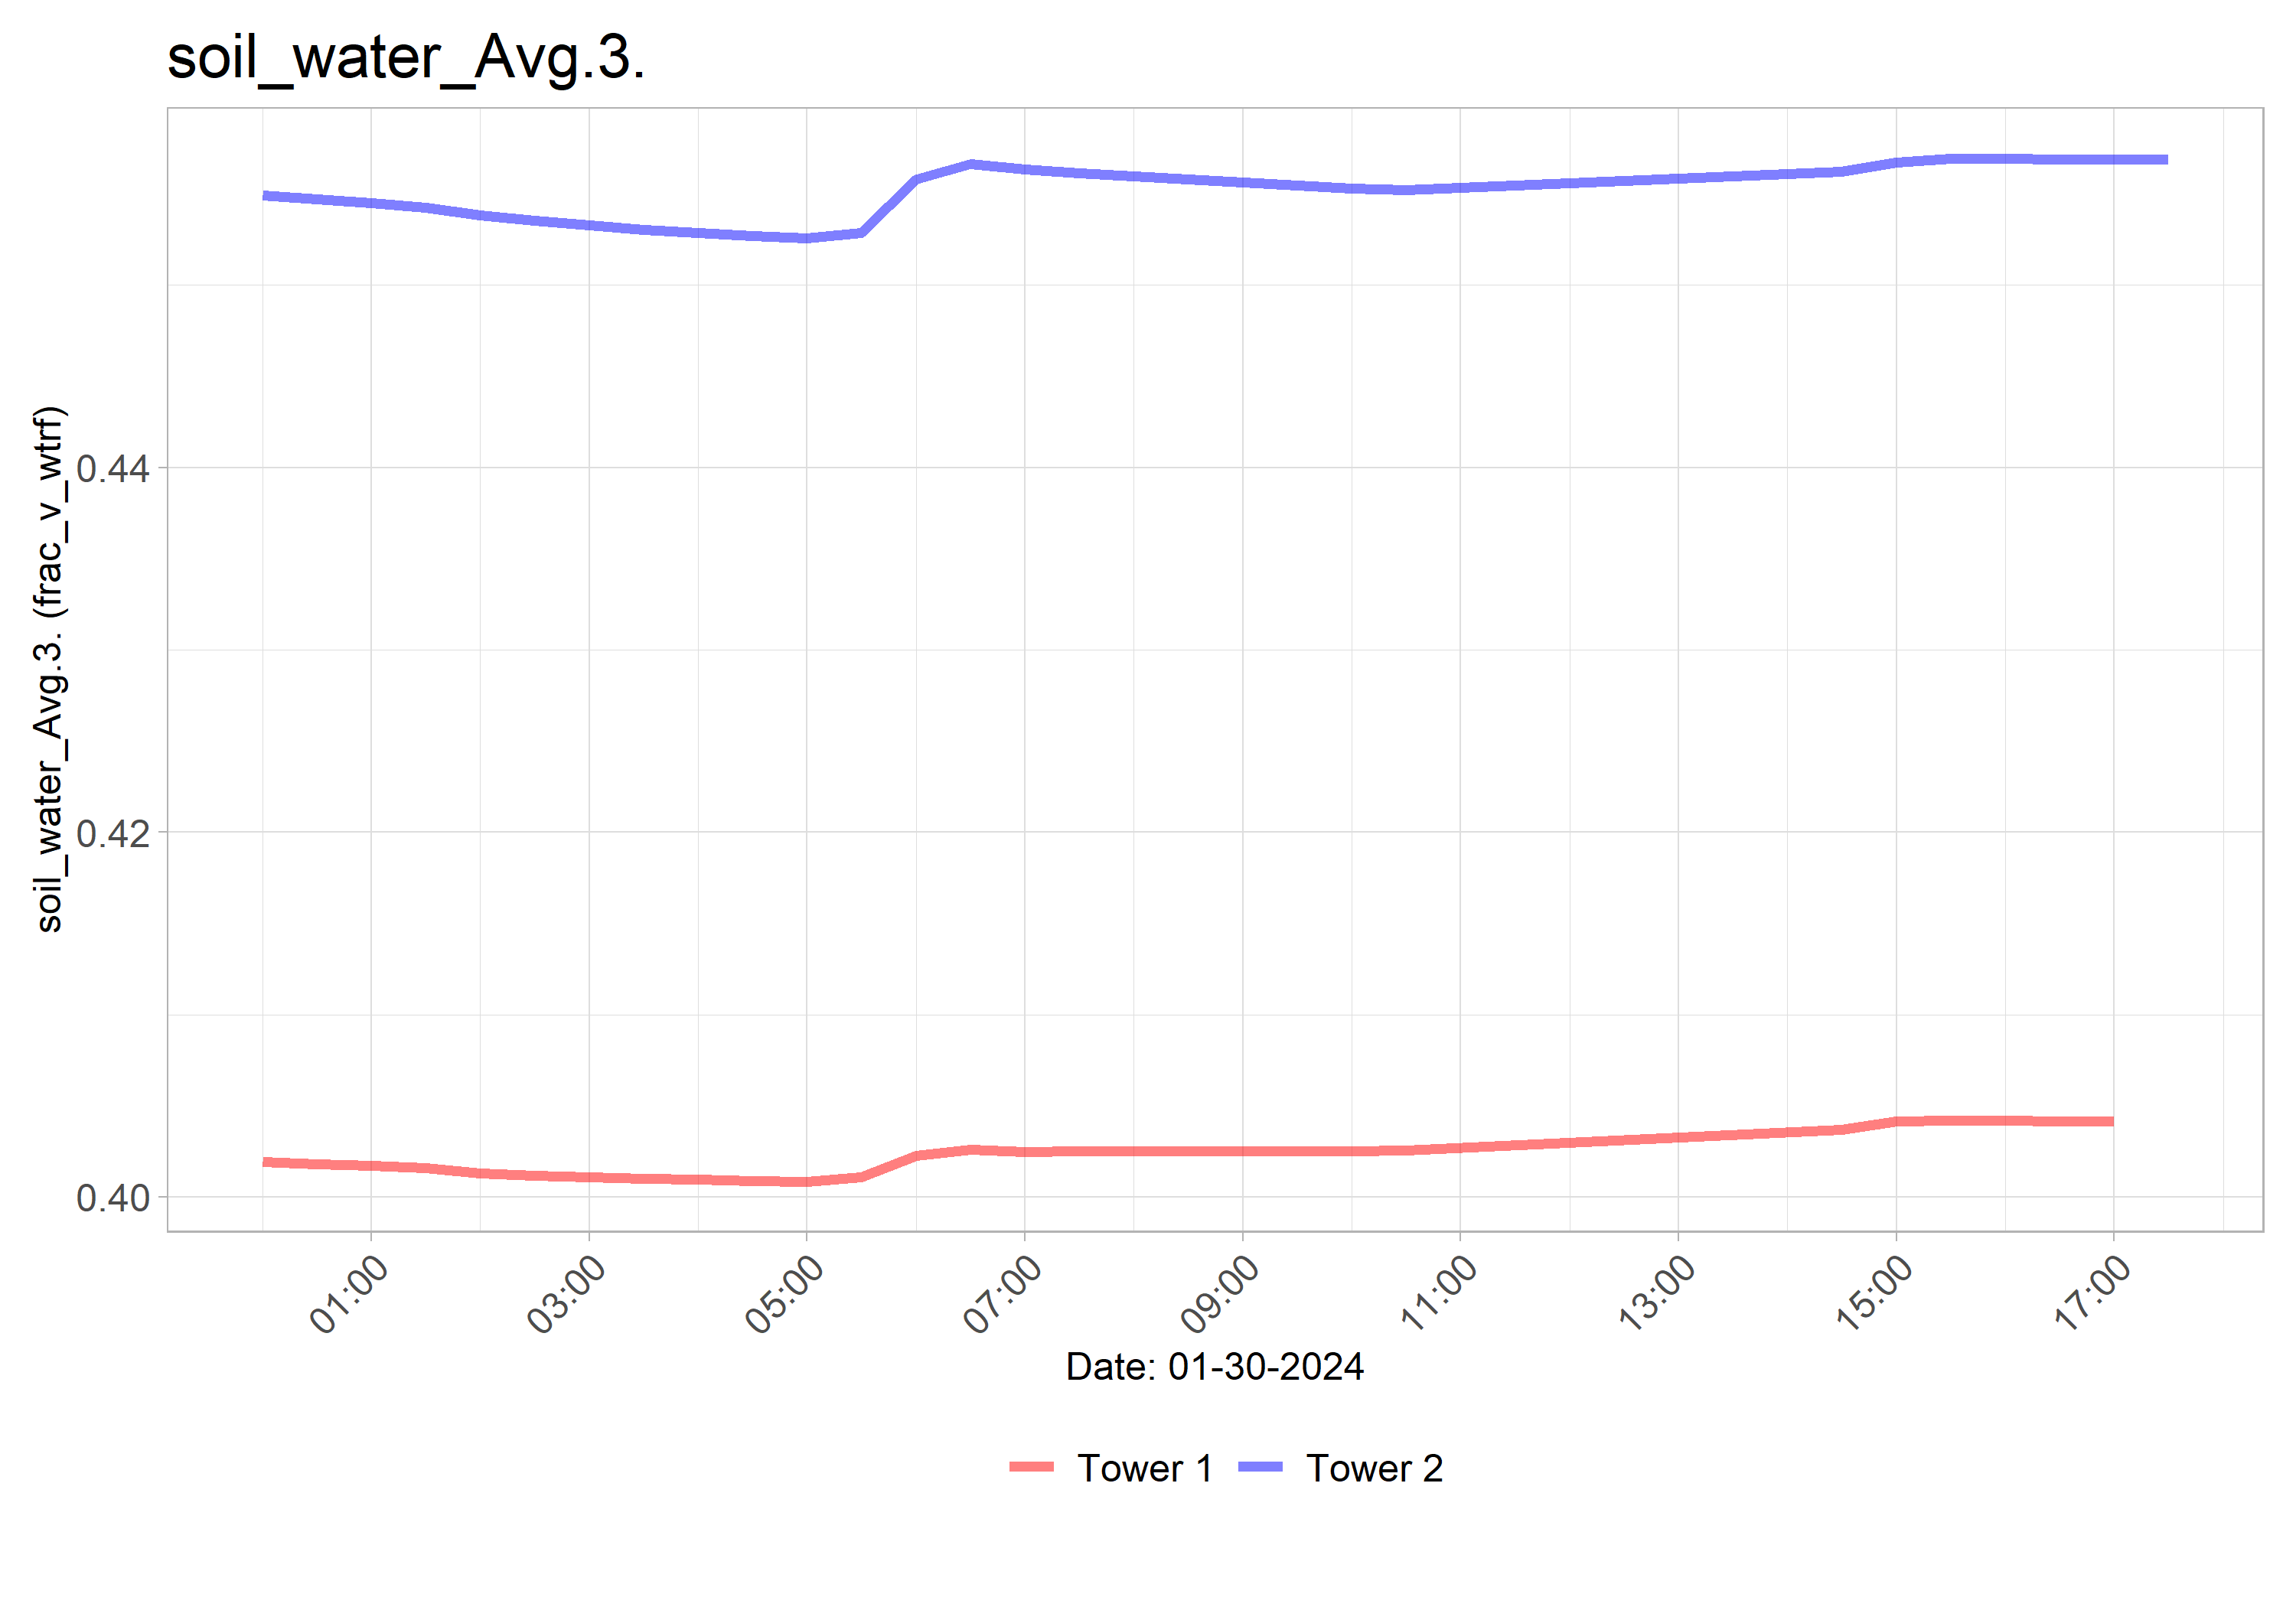 soil_water_Avg.3.
soil_water_Avg.3. (frac_v_wtrf)
0.44
0.42
0.40
01:00
03:00
05:00
07:00
09:00
11:00
13:00
15:00
17:00
Date: 01-30-2024
Tower 1
Tower 2